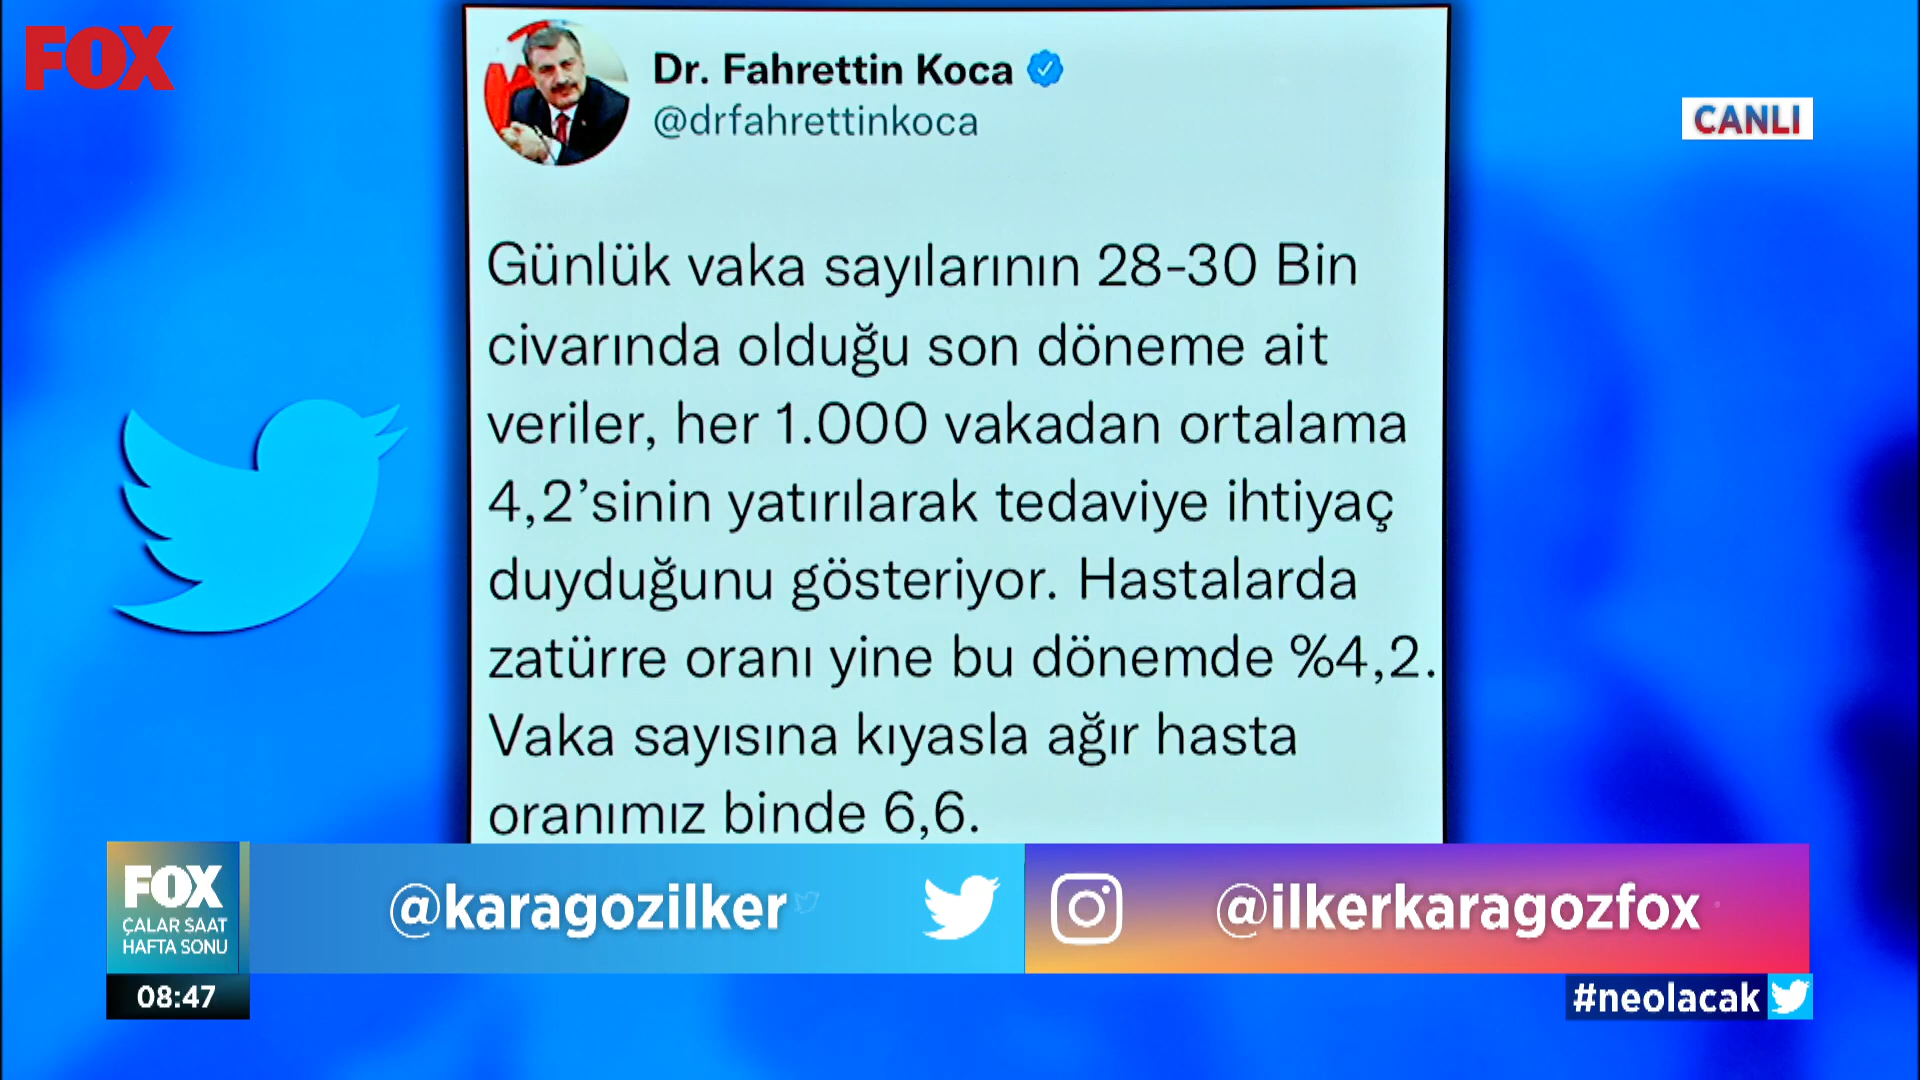 FOX
CANLI
Dr. Fahrettin Koca
@drfahrettinkoca
Günlük vaka sayılarının 28-30 Bin
civarında olduğu son döneme ait
veriler, her 1.000 vakadan ortalama
4,2’sinin yatırılarak tedaviye ihtiyaç
duyduğunu gösteriyor. Hastalarda
zatürre oranı yine bu dönemde %4,2.
Vaka sayısına kıyasla ağır hasta
oranımız binde 6,6.
FOX
ÇALAR SAAT
HAFTA SONU
@karagozilker
@ilkerkaragozfox
08:47
#neolacak